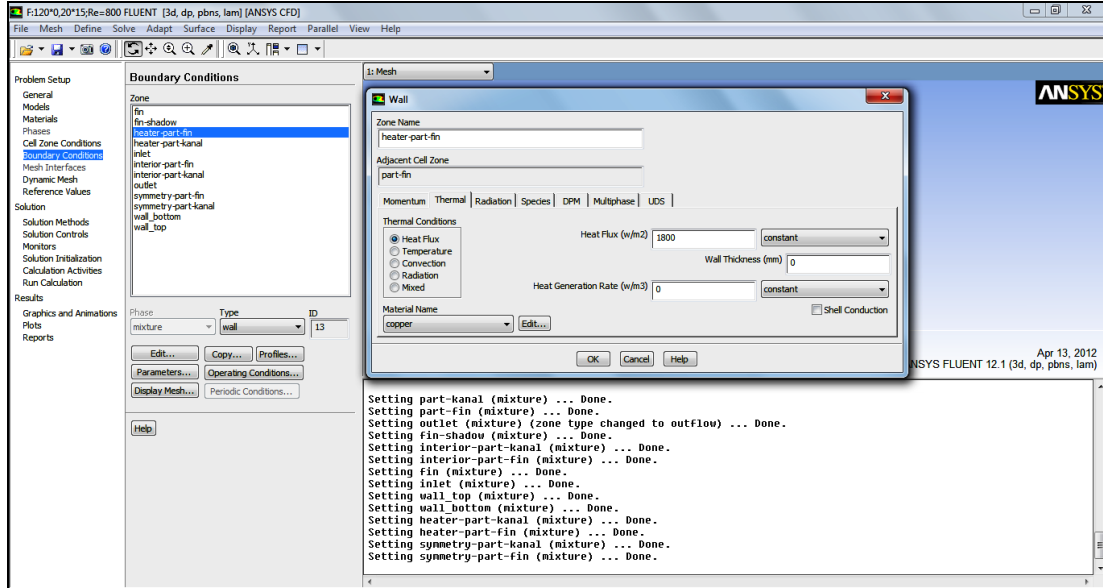 F:120*0,20*15;Re=800 FLUENT [3d, dp, pbns, lam] [ANSYS CFD]
File Mesh Define Solve Adapt Surface Display Report Parallel View Help
Problem Setup
General
Models
Materials
Phases
Cell Zone Conditions
Boundary Conditions
Mesh Interfaces
Dynamic Mesh
Reference Values
Solution
Solution Methods
Solution Controls
Monitors
Solution Initialization
Calculation Activities
Run Calculation
Results
Graphics and Animations
Plots
Reports
Boundary Conditions
Zone
fin
fin-shadow
heater-part-fin
heater-part-kanal
inlet
interior-part-fin
interior-part-kanal
outlet
symmetry-part-fin
symmetry-part-kanal
wall_bottom
wall_top
Phase Type ID
mixture wall 13
Edit... Copy... Profiles...
Parameters... Operating Conditions...
Display Mesh... Periodic Conditions...
Help
1: Mesh
ANSYS
Wall
Zone Name
heater-part-fin
Adjacent Cell Zone
part-fin
Momentum Thermal Radiation Species DPM Multiphase UDS
Thermal Conditions
Heat Flux
Temperature
Convection
Radiation
Mixed
Heat Flux (w/m2) 1800 constant
Wall Thickness (mm) 0
Heat Generation Rate (w/m3) 0 constant
Material Name
copper Edit...
Shell Conduction
OK Cancel Help
Apr 13, 2012
NSYS FLUENT 12.1 (3d, dp, pbns, lam)
Setting part-kanal (mixture) ... Done.
Setting part-fin (mixture) ... Done.
Setting outlet (mixture) (zone type changed to outflow) ... Done.
Setting fin-shadow (mixture) ... Done.
Setting interior-part-kanal (mixture) ... Done.
Setting interior-part-fin (mixture) ... Done.
Setting fin (mixture) ... Done.
Setting inlet (mixture) ... Done.
Setting wall_top (mixture) ... Done.
Setting wall_bottom (mixture) ... Done.
Setting heater-part-kanal (mixture) ... Done.
Setting heater-part-fin (mixture) ... Done.
Setting symmetry-part-kanal (mixture) ... Done.
Setting symmetry-part-fin (mixture) ... Done.